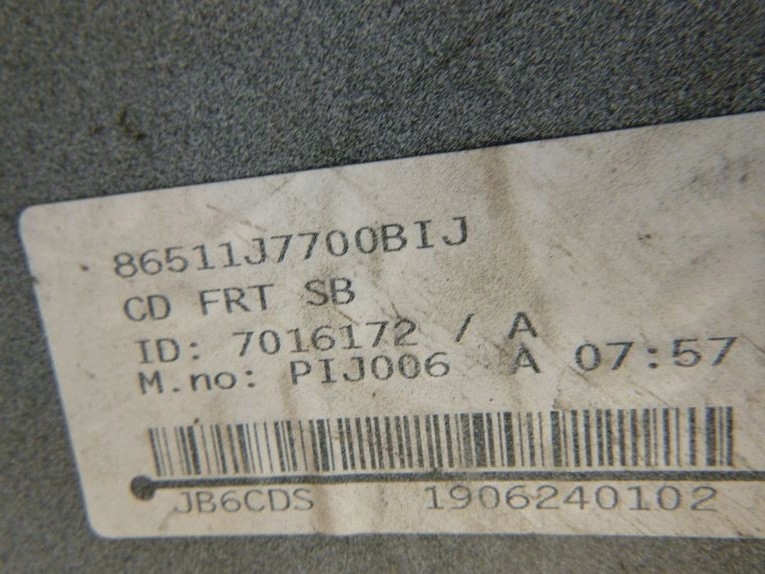 86511J7700BIJ
CD FRT SB
ID: 7016172 / A
M.no: PIJ006 A 07:57
JB6CDS 1906240102